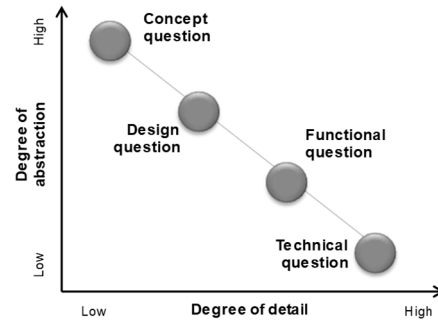 High
Concept
question
Degree of
abstraction
Design
question
Functional
question
Technical
question
Low
Low
Degree of detail
High